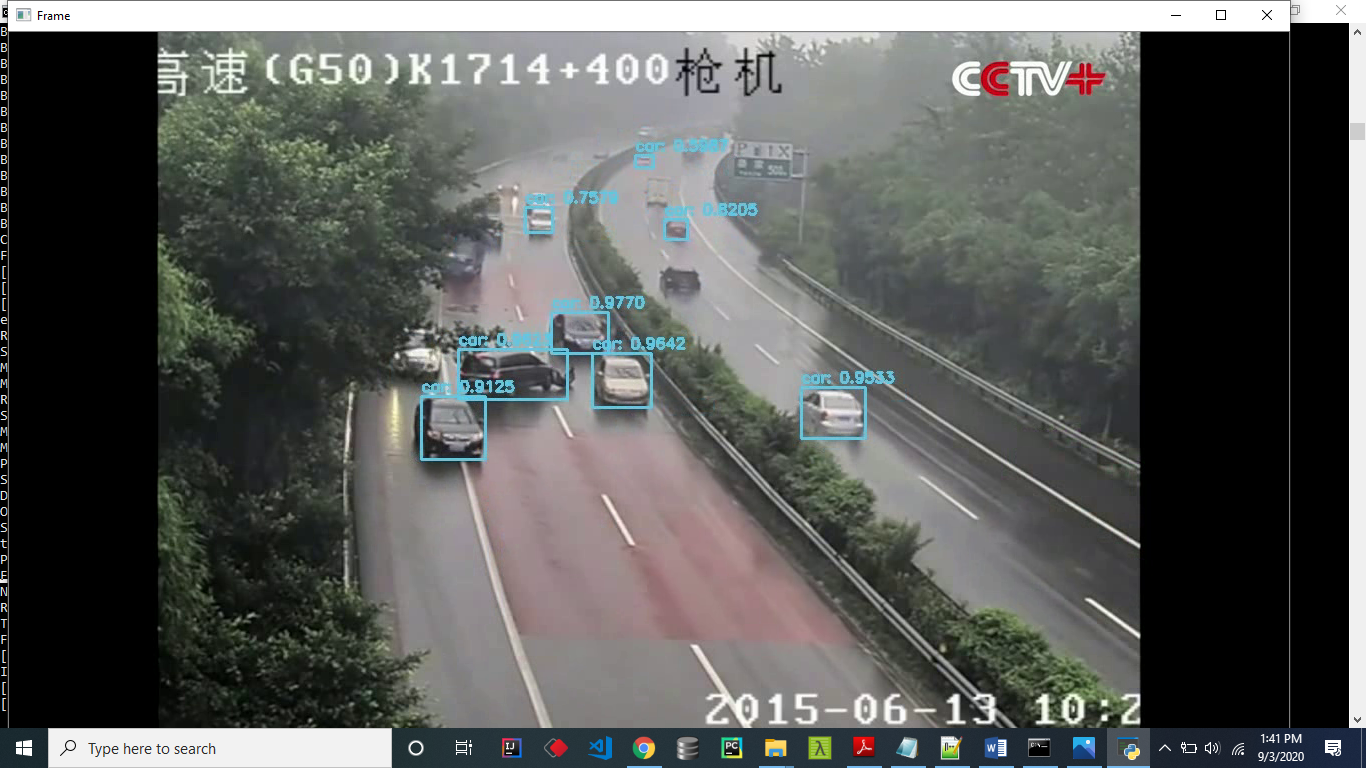 Frame
高速(G50)K1714+400枪机
CCTV+
car: 0.7575
car: 0.8205
car: 0.9770
car: 0.9642
car: 0.9125
car: 0.9533
2015-06-13 10:2
Type here to search
1:41 PM
9/3/2020